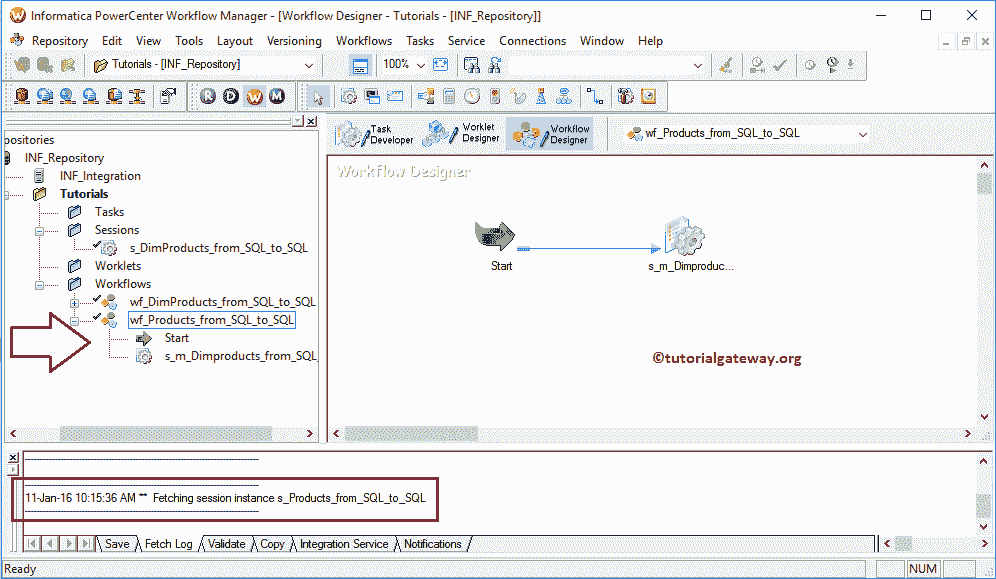 Informatica PowerCenter Workflow Manager - [Workflow Designer - Tutorials - [INF_Repository]]
Repository Edit View Tools Layout Versioning Workflows Tasks Service Connections Window Help
Tutorials - [INF_Repository] 100%
R D W M
positories
INF_Repository
INF_Integration
Tutorials
Tasks
Sessions
s_DimProducts_from_SQL_to_SQL
Worklets
Workflows
wf_DimProducts_from_SQL_to_SQL
wf_Products_from_SQL_to_SQL
Start
s_m_Dimproducts_from_SQL_
Task Developer
Worklet Designer
Workflow Designer
wf_Products_from_SQL_to_SQL
Workflow Designer
Start
s_m_Dimproduc...
©tutorialgateway.org
11-Jan-16 10:15:36 AM ** Fetching session instance s_Products_from_SQL_to_SQL
Save Fetch Log Validate Copy Integration Service Notifications
Ready NUM